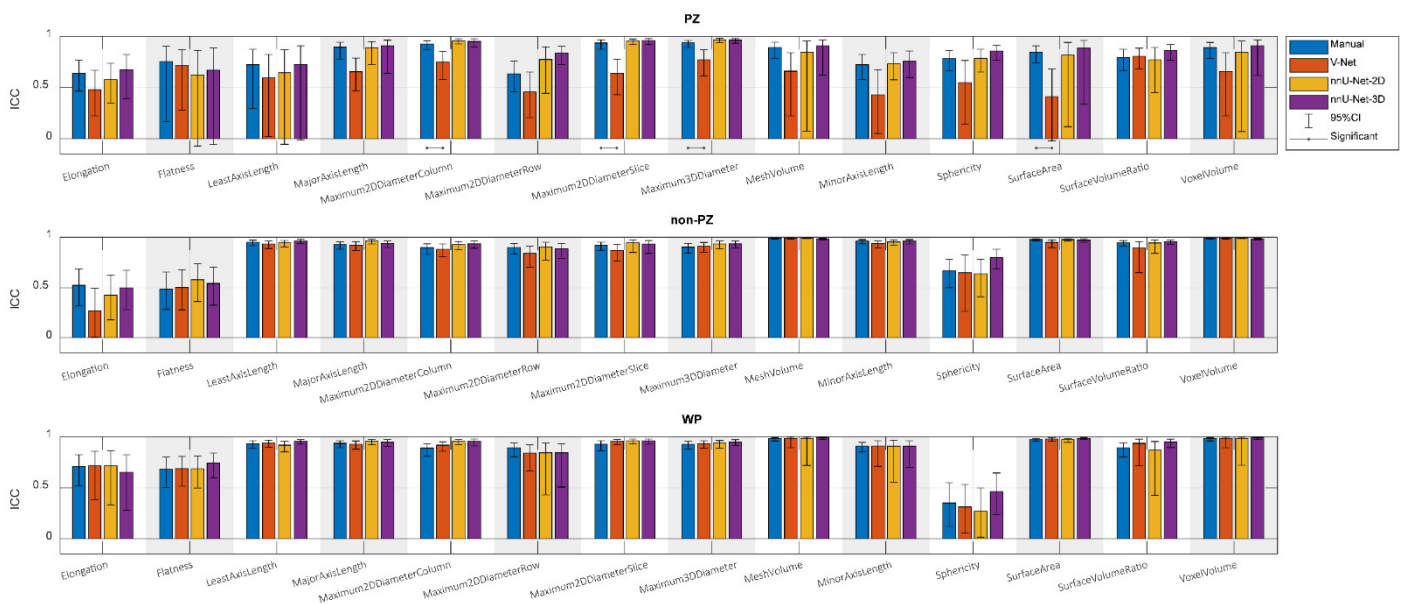 PZ
1
0.5
0
ICC
Elongation
Flatness
LeastAxisLength
MajorAxisLength
Maximum2DDiameterColumn
Maximum2DDiameterRow
Maximum2DDiameterSlice
Maximum3DDiameter
MeshVolume
MinorAxisLength
Sphericity
SurfaceArea
SurfaceVolumeRatio
VoxelVolume
Manual
V-Net
nnU-Net-2D
nnU-Net-3D
95%CI
Significant
non-PZ
1
0.5
0
ICC
Elongation
Flatness
LeastAxisLength
MajorAxisLength
Maximum2DDiameterColumn
Maximum2DDiameterRow
Maximum2DDiameterSlice
Maximum3DDiameter
MeshVolume
MinorAxisLength
Sphericity
SurfaceArea
SurfaceVolumeRatio
VoxelVolume
WP
1
0.5
0
ICC
Elongation
Flatness
LeastAxisLength
MajorAxisLength
Maximum2DDiameterColumn
Maximum2DDiameterRow
Maximum2DDiameterSlice
Maximum3DDiameter
MeshVolume
MinorAxisLength
Sphericity
SurfaceArea
SurfaceVolumeRatio
VoxelVolume